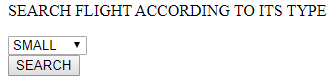 SEARCH FLIGHT ACCORDING TO ITS TYPE
SMALL
SEARCH